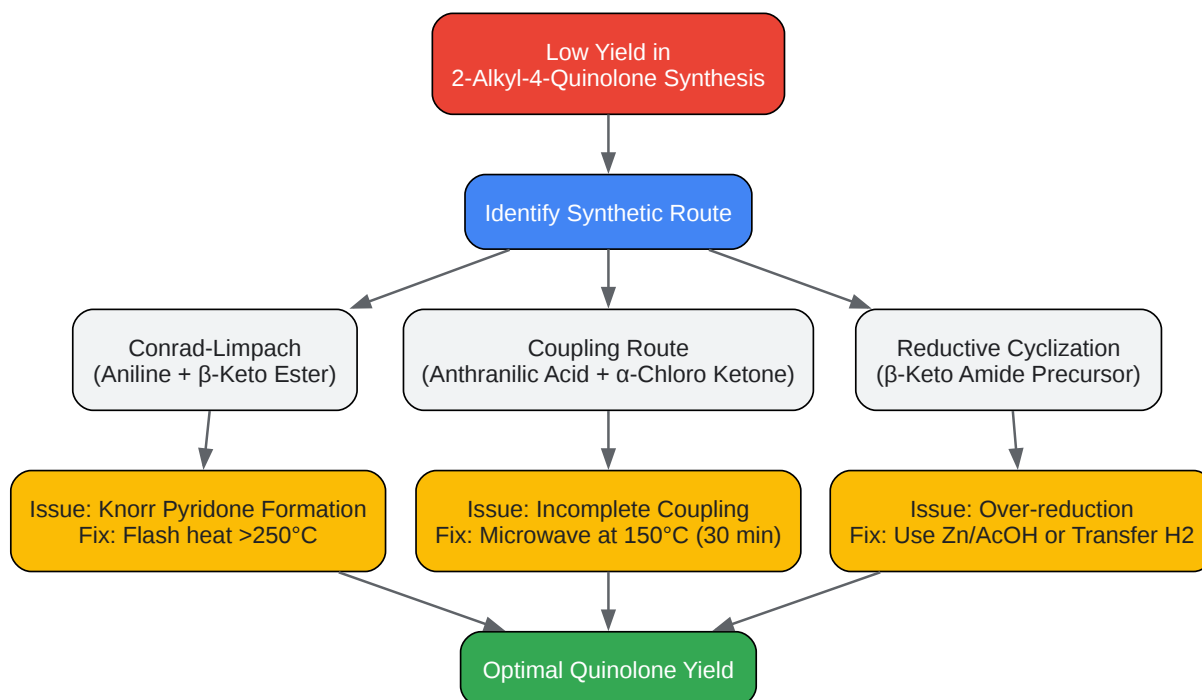 Low Yield in
2-Alkyl-4-Quinolone Synthesis
Identify Synthetic Route
Conrad-Limpach
(Aniline + β-Keto Ester)
Coupling Route
(Anthranilic Acid + α-Chloro Ketone)
Reductive Cyclization
(β-Keto Amide Precursor)
Issue: Knorr Pyridone Formation
Fix: Flash heat >250°C
Issue: Incomplete Coupling
Fix: Microwave at 150°C (30 min)
Issue: Over-reduction
Fix: Use Zn/AcOH or Transfer H2
Optimal Quinolone Yield